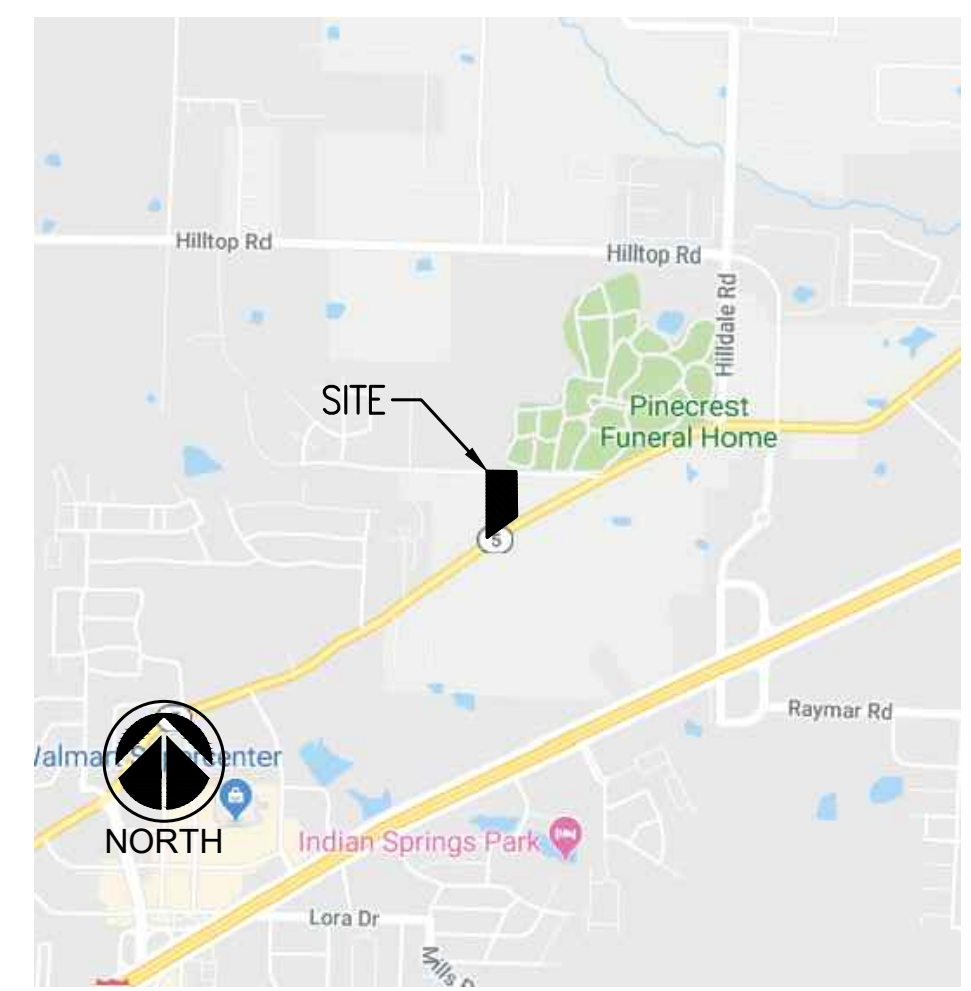 Hilltop Rd
Hilltop Rd
Hilldale Rd
SITE
Pinecrest
Funeral Home
5
Raymar Rd
NORTH
Indian Springs Park
Lora Dr
Mills